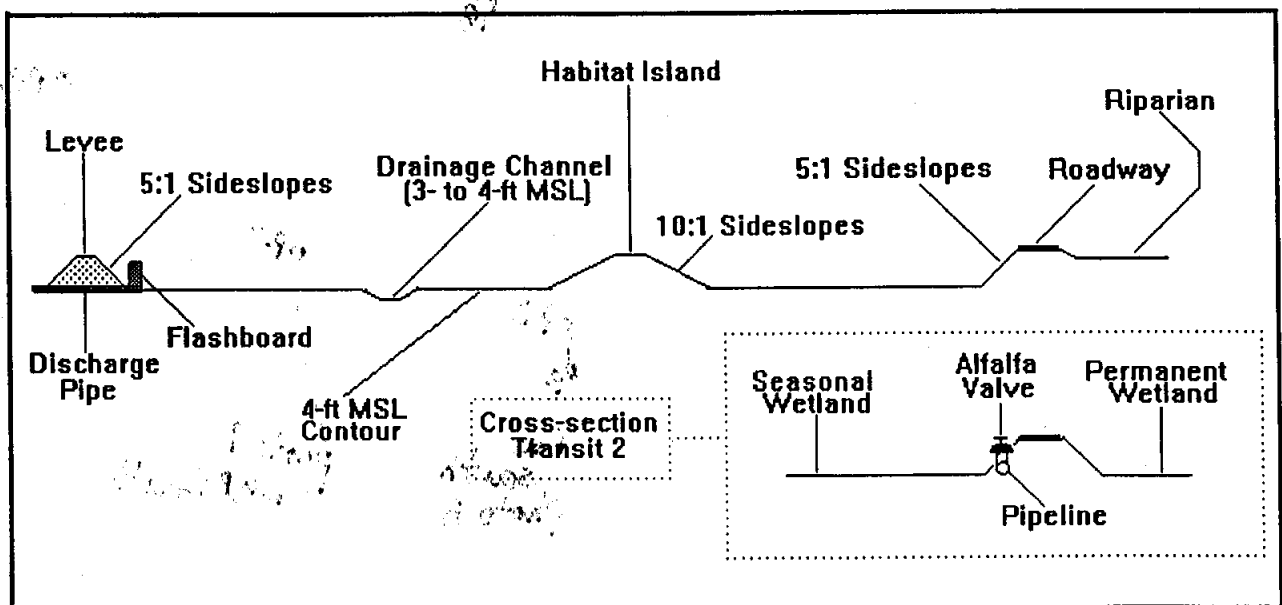 Habitat Island
Riparian
Levee
5:1 Sideslopes
Drainage Channel
(3- to 4-ft MSL)
5:1 Sideslopes
Roadway
10:1 Sideslopes
Flashboard
Discharge
Pipe
4-ft MSL
Contour
Cross-section
Transit 2
Seasonal
Wetland
Alfalfa
Valve
Permanent
Wetland
Pipeline